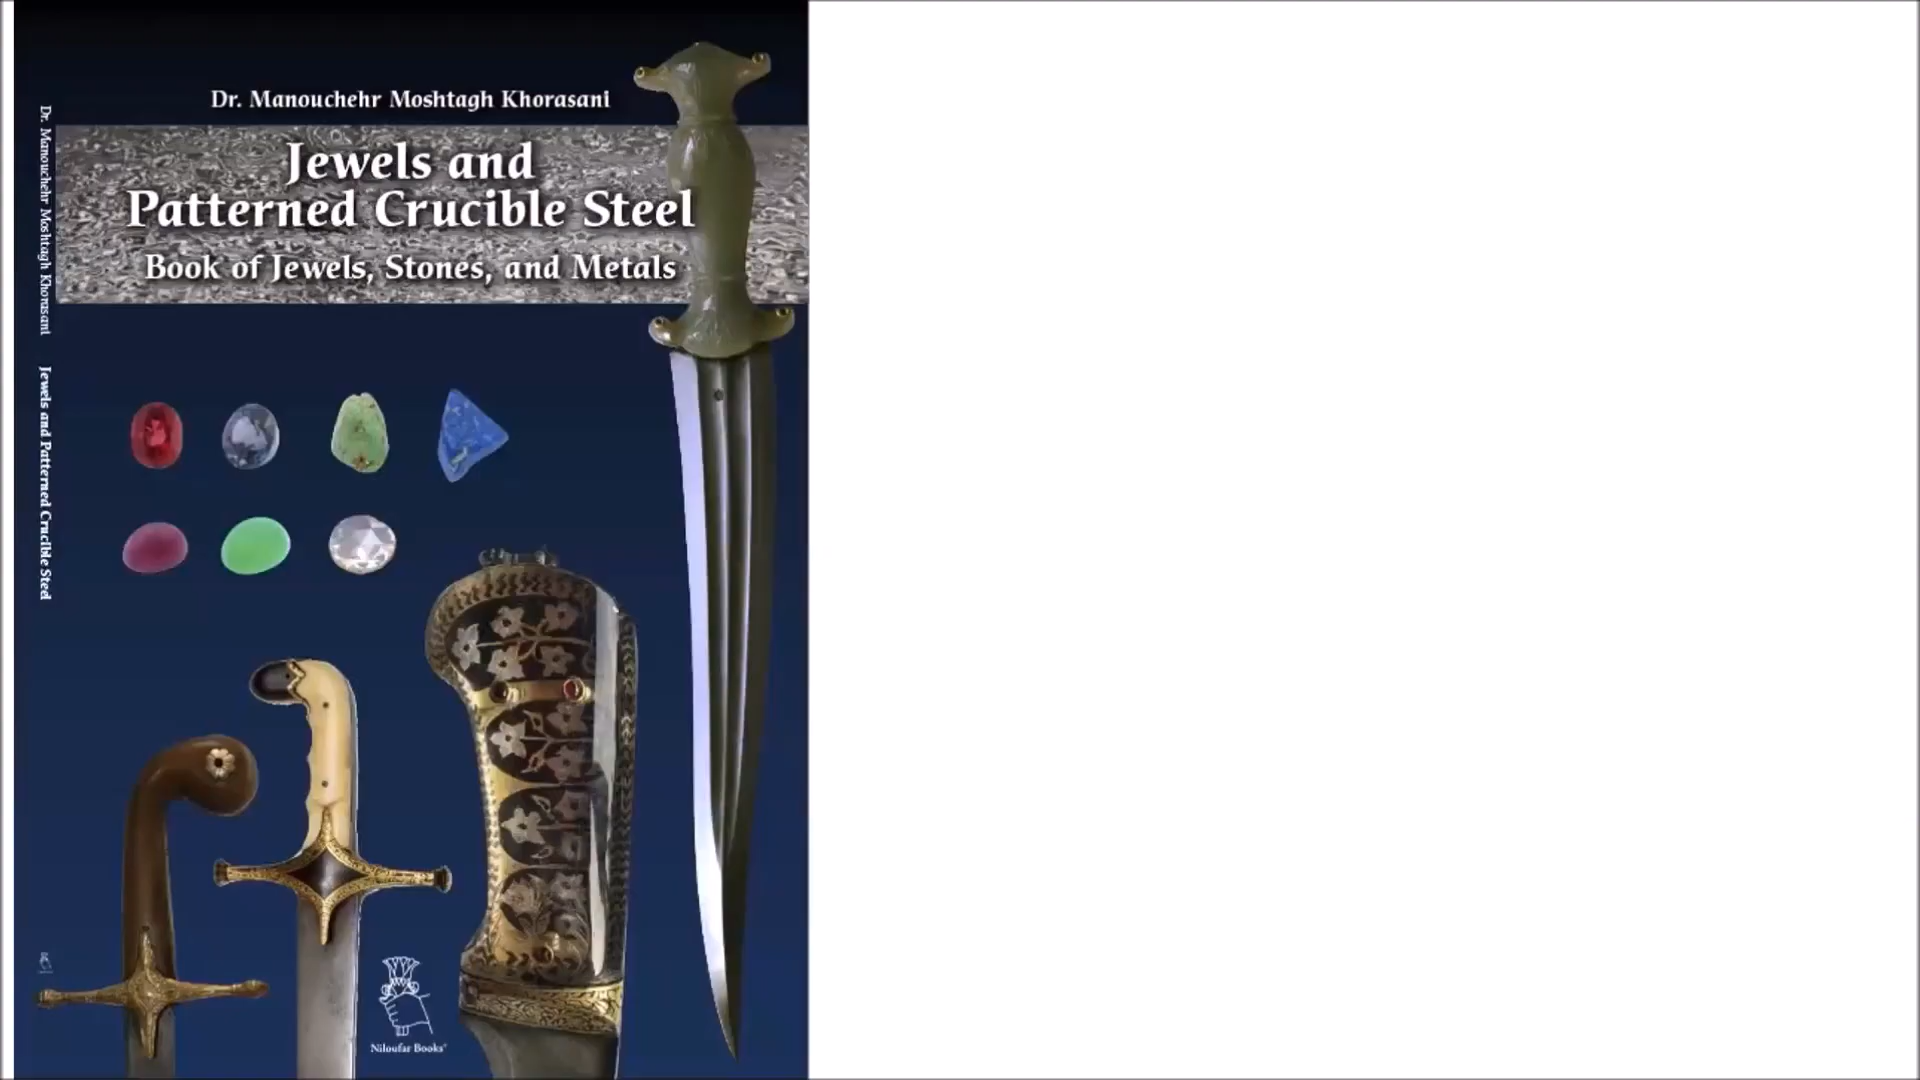 Dr. Manouchehr Moshtagh Khorasani
Jewels and
Patterned Crucible Steel
Book of Jewels, Stones, and Metals
Dr. Manouchehr Moshtagh Khorasani Jewels and Patterned Crucible Steel
Niloufar Books